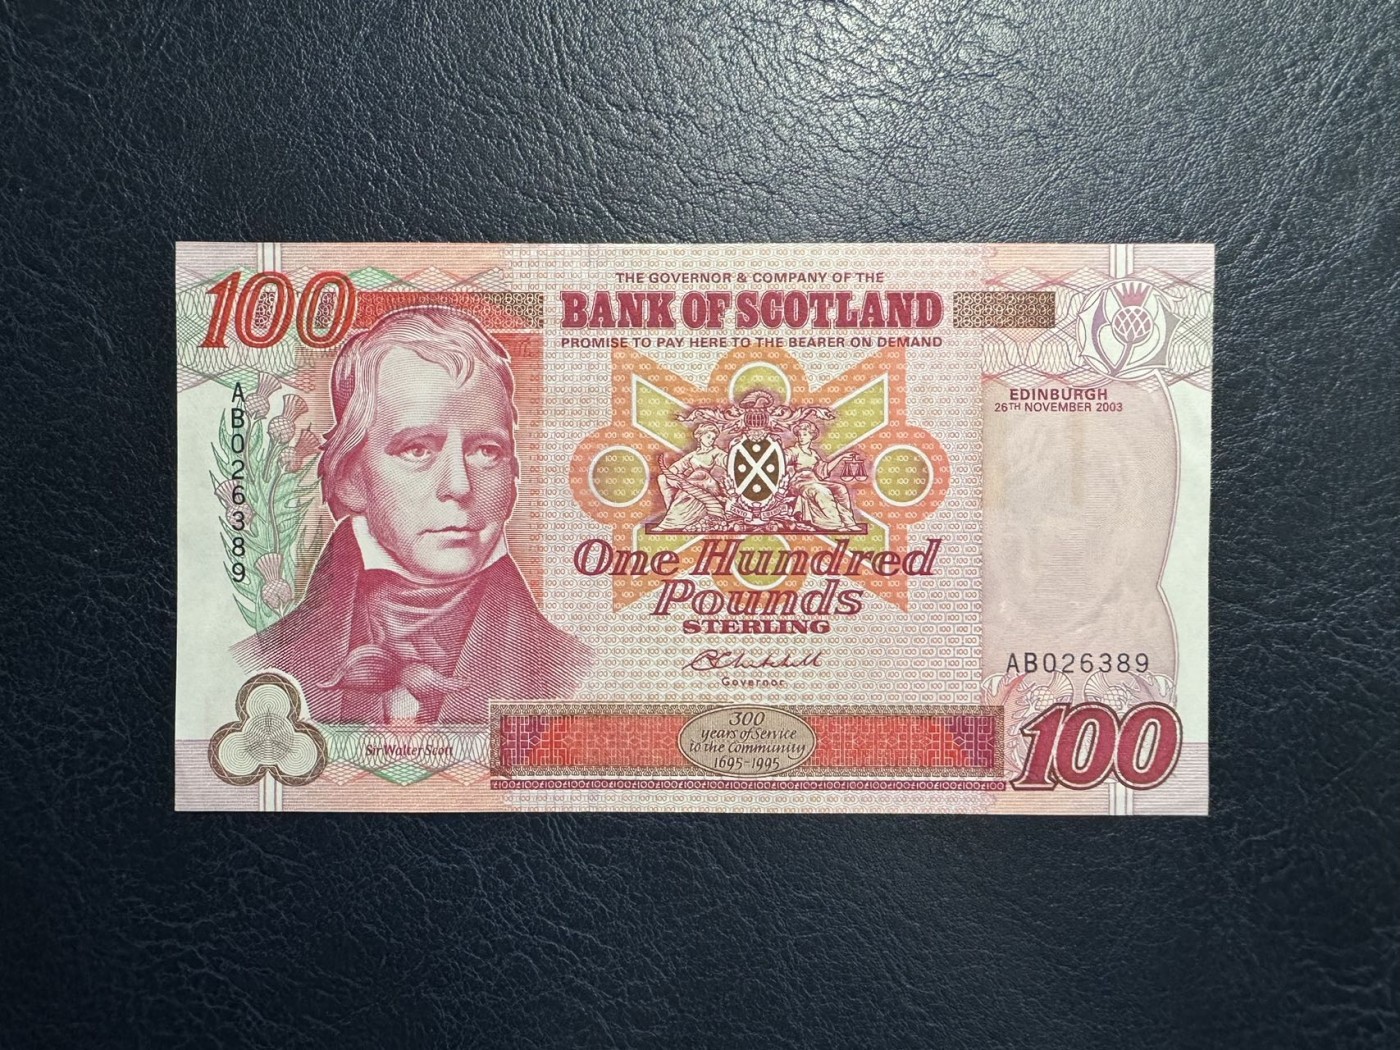 100
THE GOVERNOR & COMPANY OF THE
BANK OF SCOTLAND
PROMISE TO PAY HERE TO THE BEARER ON DEMAND
EDINBURGH
26TH NOVEMBER 2003
AB026389
One Hundred
Pounds
STERLING
Governor
AB026389
300
years of Service
to the Community
1695-1995
Sir Walter Scott
100